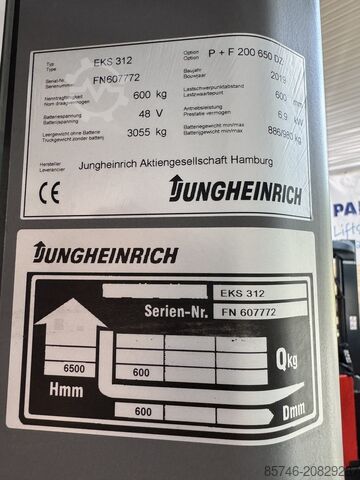 Typ
Type EKS 312 Option
Option P + F 200 650 DZ
Serial-Nr.
Serienummer FN607772 Baujahr
Bouwjaar 2019
Nenntragfähigkeit
Nom draagvermogen 600 kg Lastschwerpunktabstand
Lastzwaartepunt 600 mm
Batteriespannung
Batterijspanning 48 V Antriebsleistung
Prestatie vermogen 6,9 kW
Leergewicht ohne Batterie
Truckgewicht zonder batterij 3055 kg Batteriegewicht min/max
Batterijgewicht min/max 886/980 kg
Hersteller
Leverancier Jungheinrich Aktiengesellschaft Hamburg
CE JUNGHEINRICH
JUNGHEINRICH
EKS 312
Serien-Nr. FN 607772
6500 600 Qkg
Hmm 600 Dmm
PA
Lift
85746-2082921